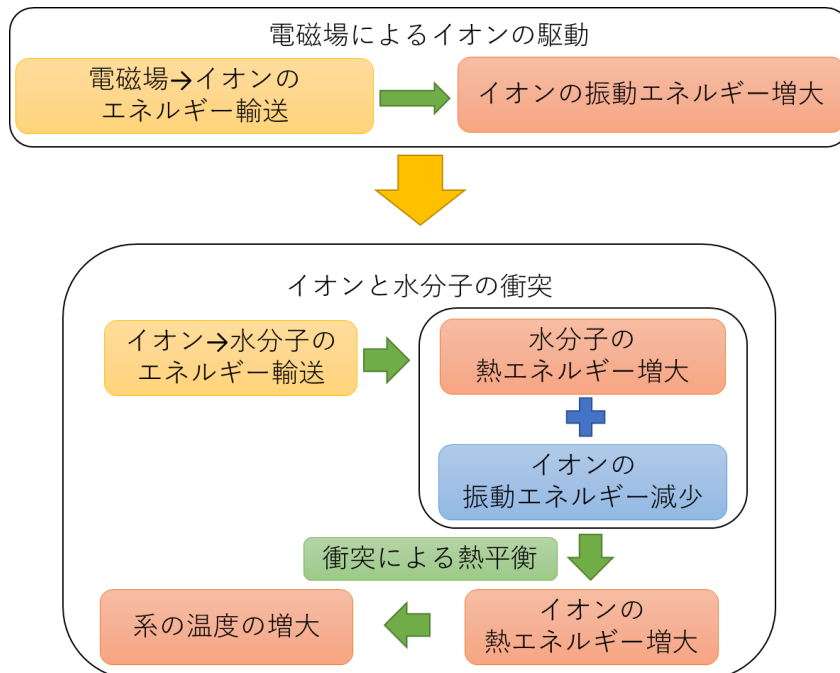 電磁場によるイオンの駆動
電磁場→イオンの
エネルギー輸送
イオンの振動エネルギー増大
イオンと水分子の衝突
イオン→水分子の
エネルギー輸送
水分子の
熱エネルギー増大
イオンの
振動エネルギー減少
衝突による熱平衡
イオンの
熱エネルギー増大
系の温度の増大